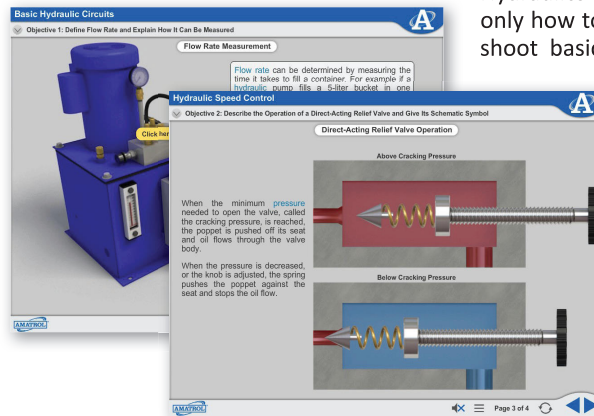 only how to
shoot basic
Basic Hydraulic Circuits
A
Objective 1: Define Flow Rate and Explain How It Can Be Measured
Flow Rate Measurement
Flow rate can be determined by measuring the
time it takes to fill a container. For example if a
hydraulic pump fills a 5-liter bucket in one
Click her
AMATROL
Hydraulic Speed Control
A
Objective 2: Describe the Operation of a Direct-Acting Relief Valve and Give Its Schematic Symbol
Direct-Acting Relief Valve Operation
Above Cracking Pressure
When the minimum pressure
needed to open the valve, called
the cracking pressure, is reached,
the poppet is pushed off its seat
and oil flows through the valve
body.
When the pressure is decreased,
or the knob is adjusted, the spring
pushes the poppet against the
seat and stops the oil flow.
Below Cracking Pressure
AMATROL
Page 3 of 4